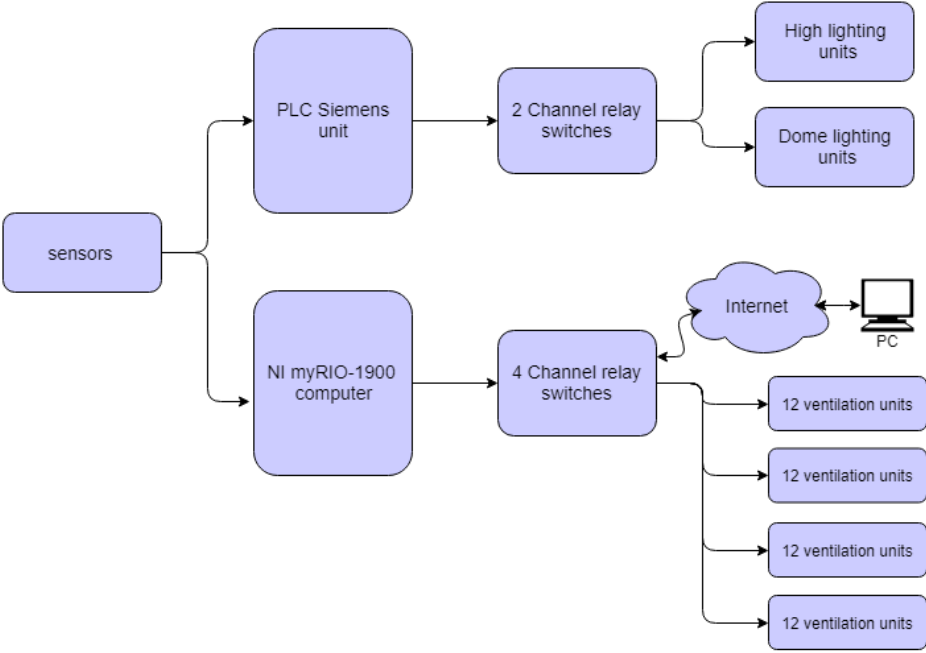 High lighting
units
PLC Siemens
unit
2 Channel relay
switches
Dome lighting
units
sensors
Internet
PC
NI myRIO-1900
computer
4 Channel relay
switches
12 ventilation units
12 ventilation units
12 ventilation units
12 ventilation units